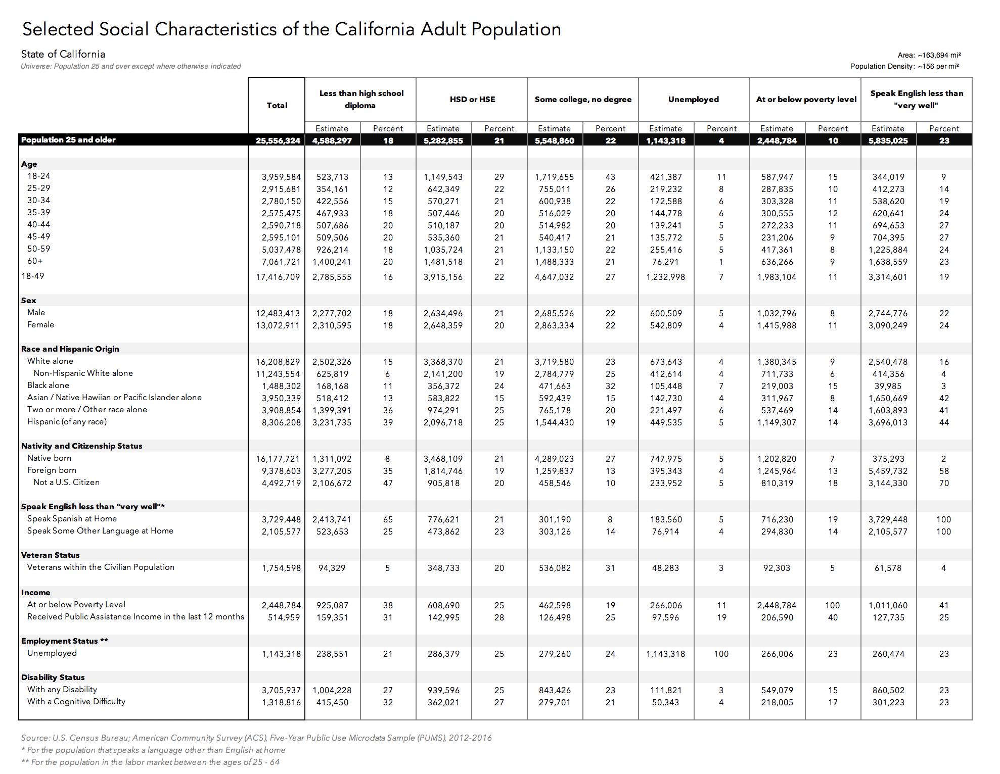 Selected Social Characteristics of the California Adult Population
State of California
Area: ~163,694 mi²
Universe: Population 25 and over except where otherwise indicated
Population Density: ~156 per mi²
Total Less than high school diploma HSD or HSE Some college, no degree Unemployed At or below poverty level Speak English less than "very well"
Estimate Percent Estimate Percent Estimate Percent Estimate Percent Estimate Percent Estimate Percent
Population 25 and older 25,556,324 4,588,297 18 5,282,855 21 5,548,860 22 1,143,318 4 2,448,784 10 5,835,025 23
Age
18-24 3,959,584 523,713 13 1,149,543 29 1,719,655 43 421,387 11 587,947 15 344,019 9
25-29 2,915,681 354,161 12 642,349 22 755,011 26 219,232 8 287,835 10 412,273 14
30-34 2,780,150 422,556 15 570,271 21 600,938 22 172,588 6 303,328 11 538,620 19
35-39 2,575,475 467,933 18 507,446 20 516,029 20 144,778 6 300,555 12 620,641 24
40-44 2,590,718 507,686 20 510,187 20 514,982 20 139,241 5 272,233 11 694,653 27
45-49 2,595,101 509,506 20 535,360 21 540,417 21 135,772 5 231,206 9 704,395 27
50-59 5,037,478 926,214 18 1,035,724 21 1,133,150 22 255,416 5 417,361 8 1,225,884 24
60+ 7,061,721 1,400,241 20 1,481,518 21 1,488,333 21 76,291 1 636,266 9 1,638,559 23
18-49 17,416,709 2,785,555 16 3,915,156 22 4,647,032 27 1,232,998 7 1,983,104 11 3,314,601 19
Sex
Male 12,483,413 2,277,702 18 2,634,496 21 2,685,526 22 600,509 5 1,032,796 8 2,744,776 22
Female 13,072,911 2,310,595 18 2,648,359 20 2,863,334 22 542,809 4 1,415,988 11 3,090,249 24
Race and Hispanic Origin
White alone 16,208,829 2,502,326 15 3,368,370 21 3,719,580 23 673,643 4 1,380,345 9 2,540,478 16
Non-Hispanic White alone 11,243,554 625,819 6 2,141,200 19 2,784,779 25 412,614 4 711,733 6 414,356 4
Black alone 1,488,302 168,168 11 356,372 24 471,663 32 105,448 7 219,003 15 39,985 3
Asian / Native Hawiian or Pacific Islander alone 3,950,339 518,412 13 583,822 15 592,439 15 142,730 4 311,967 8 1,650,669 42
Two or more / Other race alone 3,908,854 1,399,391 36 974,291 25 765,178 20 221,497 6 537,469 14 1,603,893 41
Hispanic (of any race) 8,306,208 3,231,735 39 2,096,718 25 1,544,430 19 449,535 5 1,149,307 14 3,696,013 44
Nativity and Citizenship Status
Native born 16,177,721 1,311,092 8 3,468,109 21 4,289,023 27 747,975 5 1,202,820 7 375,293 2
Foreign born 9,378,603 3,277,205 35 1,814,746 19 1,259,837 13 395,343 4 1,245,964 13 5,459,732 58
Not a U.S. Citizen 4,492,719 2,106,672 47 905,818 20 458,546 10 233,952 5 810,319 18 3,144,330 70
Speak English less than "very well"*
Speak Spanish at Home 3,729,448 2,413,741 65 776,621 21 301,190 8 183,560 5 716,230 19 3,729,448 100
Speak Some Other Language at Home 2,105,577 523,653 25 473,862 23 303,126 14 76,914 4 294,830 14 2,105,577 100
Veteran Status
Veterans within the Civilian Population 1,754,598 94,329 5 348,733 20 536,082 31 48,283 3 92,303 5 61,578 4
Income
At or below Poverty Level 2,448,784 925,087 38 608,690 25 462,598 19 266,006 11 2,448,784 100 1,011,060 41
Received Public Assistance Income in the last 12 months 514,959 159,351 31 142,995 28 126,498 25 97,596 19 206,590 40 127,735 25
Employment Status **
Unemployed 1,143,318 238,551 21 286,379 25 279,260 24 1,143,318 100 266,006 23 260,474 23
Disability Status
With any Disability 3,705,937 1,004,228 27 939,596 25 843,426 23 111,821 3 549,079 15 860,502 23
With a Cognitive Difficulty 1,318,816 415,450 32 362,021 27 279,701 21 50,343 4 218,005 17 301,223 23
Source: U.S. Census Bureau; American Community Survey (ACS), Five-Year Public Use Microdata Sample (PUMS), 2012-2016
* For the population that speaks a language other than English at home
** For the population in the labor market between the ages of 25 - 64